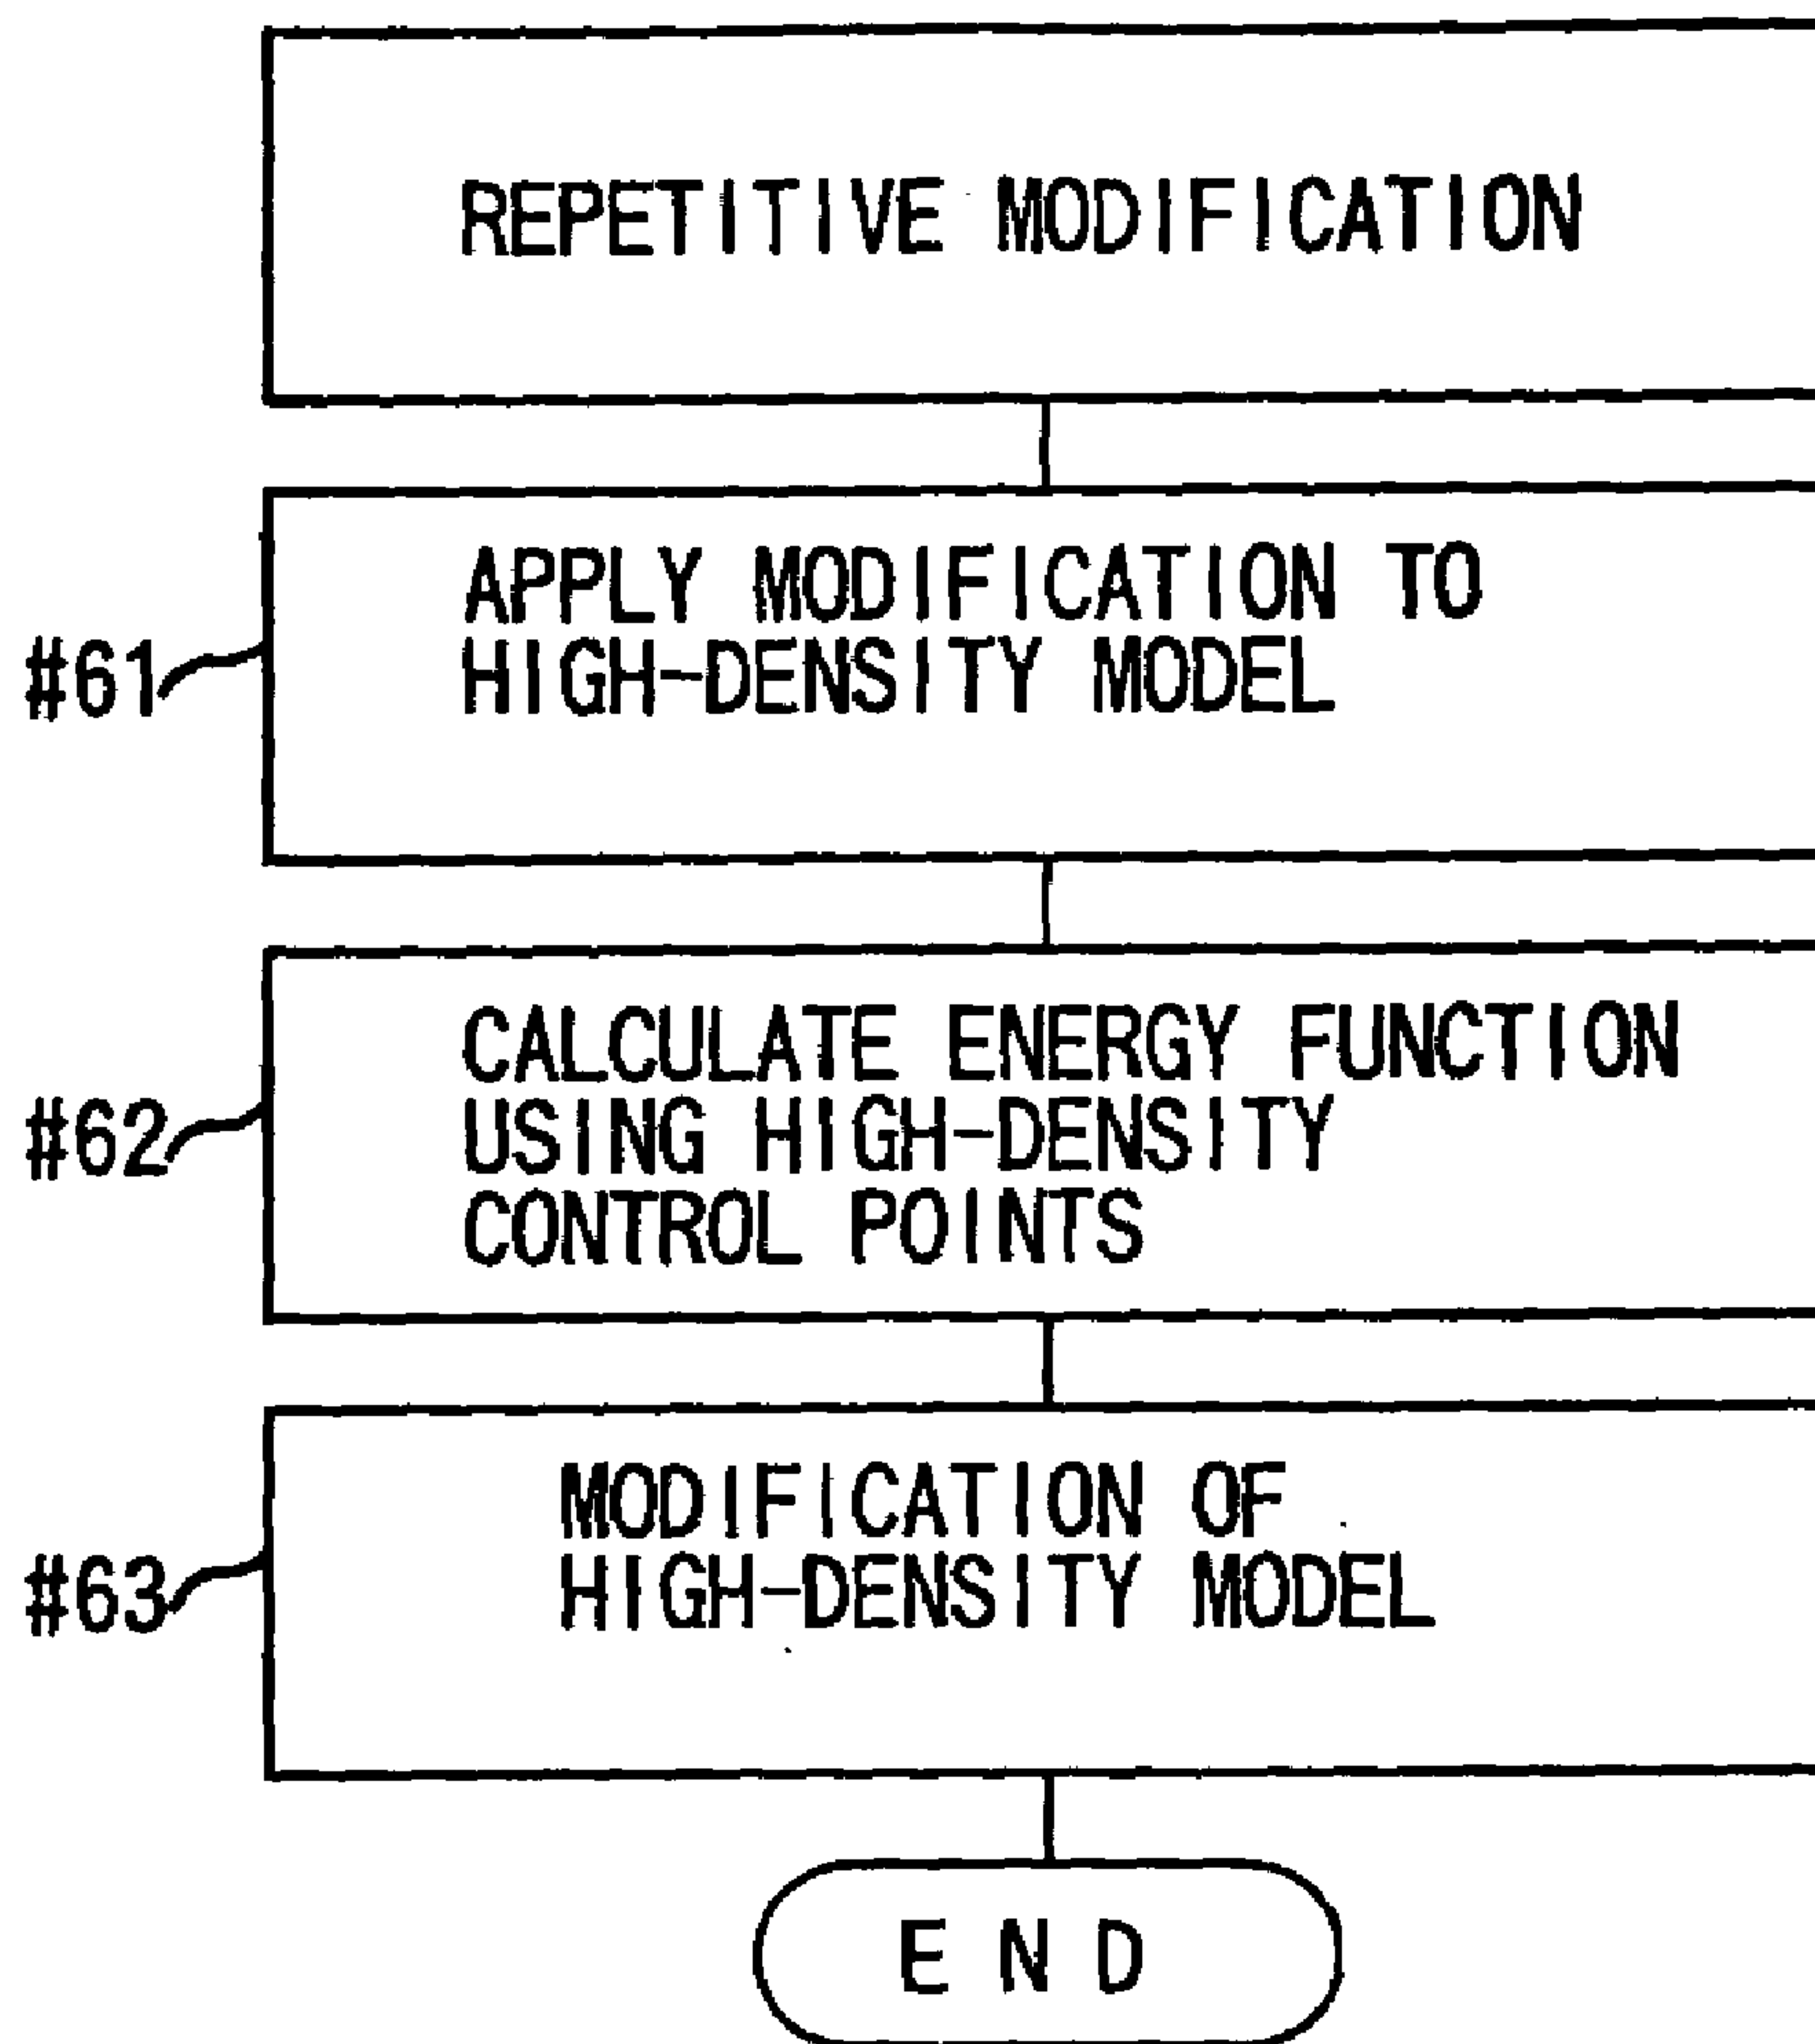 REPETITIVE MODIFICATION
APPLY MODIFICATION TO
HIGH-DENSITY MODEL
#61
CALCULATE ENERGY FUNCTION
USING HIGH-DENSITY
CONTROL POINTS
#62
MODIFICATION OF
HIGH-DENSITY MODEL
#63
END